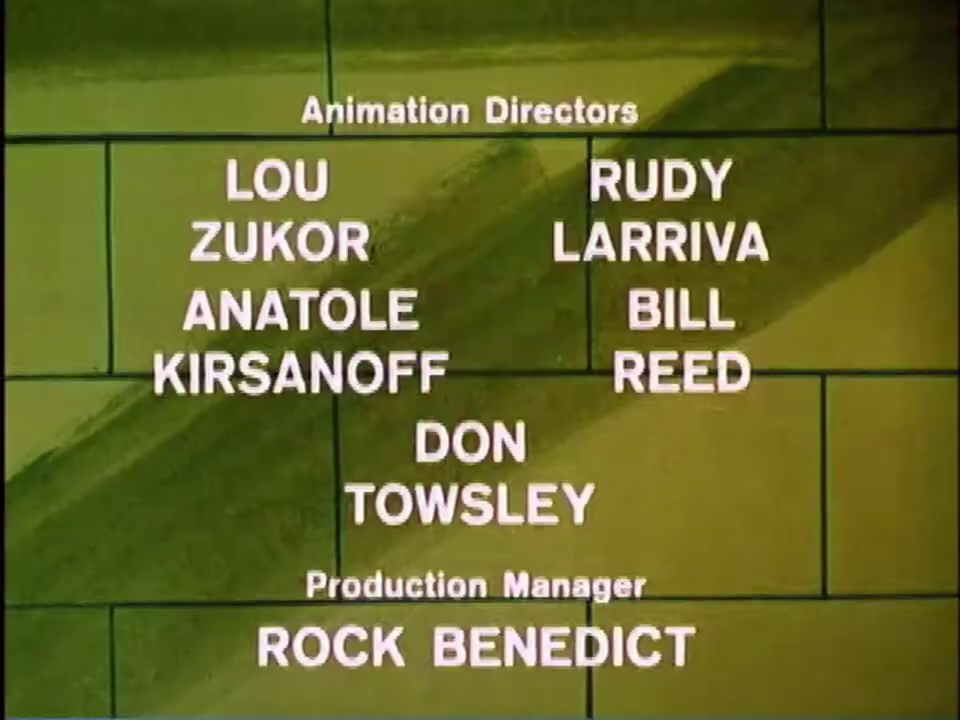 Animation Directors
LOU
ZUKOR
RUDY
LARRIVA
ANATOLE
KIRSANOFF
BILL
REED
DON
TOWSLEY
Production Manager
ROCK BENEDICT